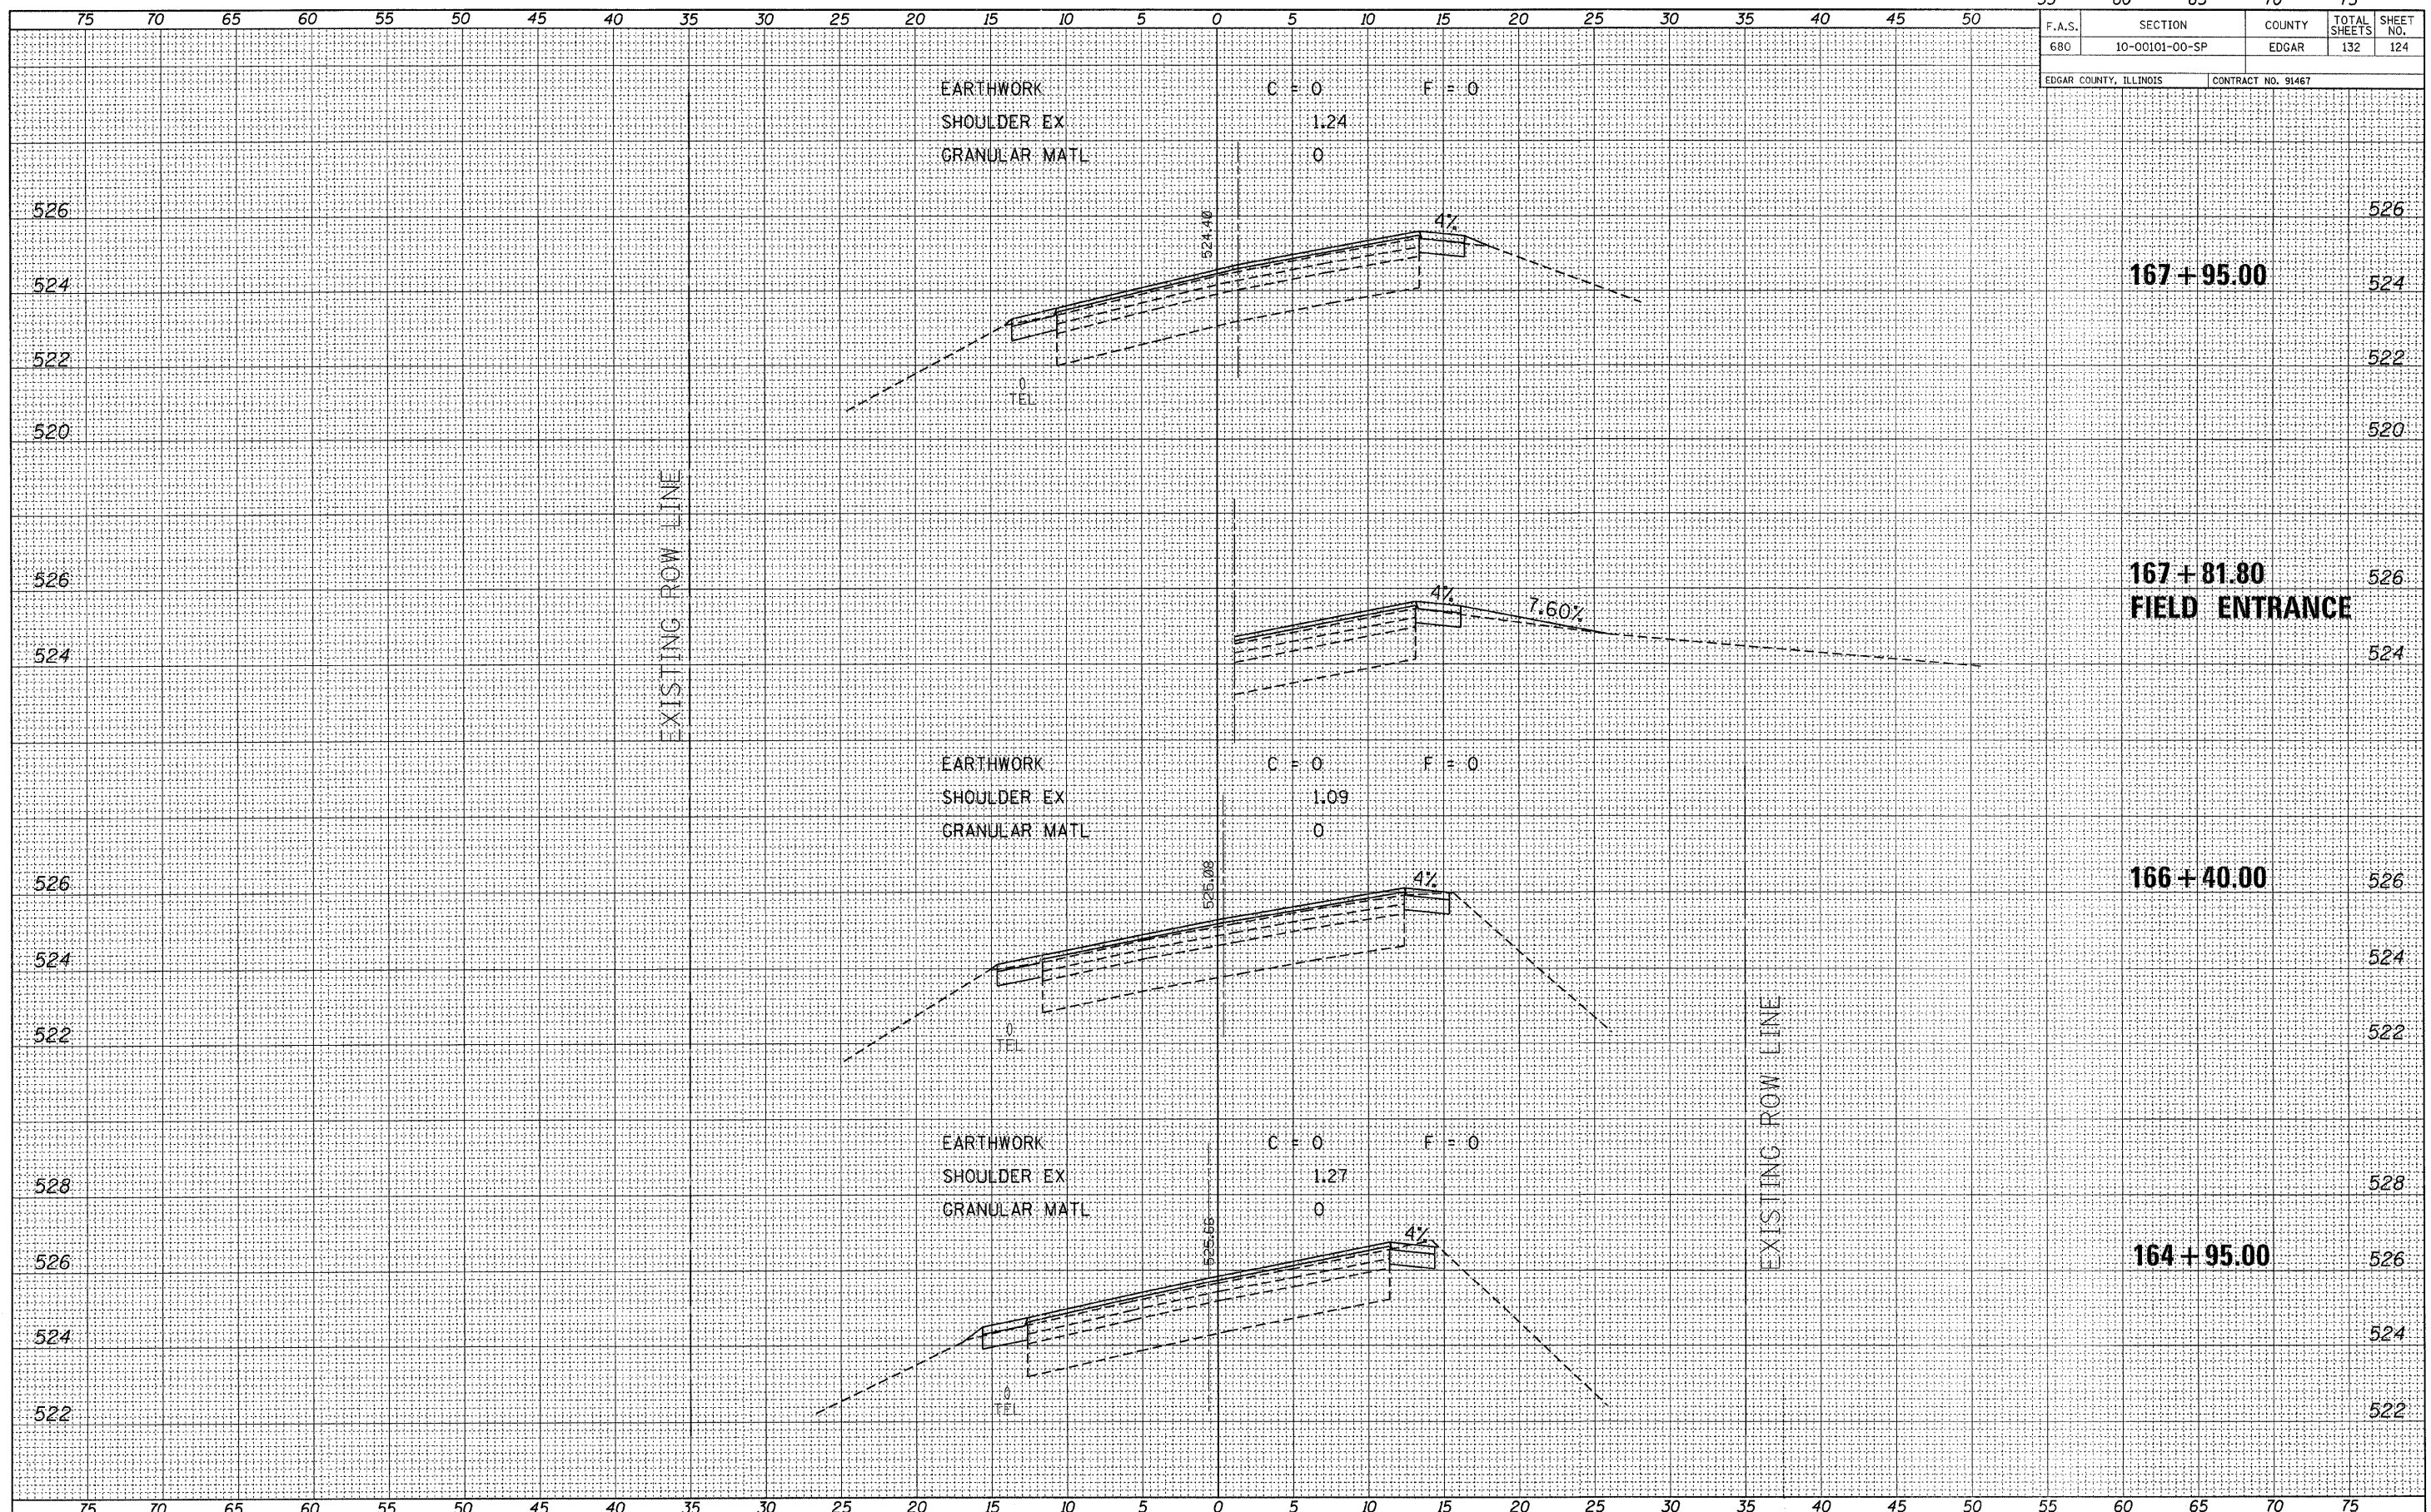 55 60 65 70 75
75 70 65 60 55 50 45 40 35 30 25 20 15 10 5 0 5 10 15 20 25 30 35 40 45 50
F.A.S. SECTION COUNTY TOTAL SHEETS SHEET NO.
680 10-00101-00-SP EDGAR 132 124
EDGAR COUNTY, ILLINOIS CONTRACT NO. 91467
EARTHWORK C = 0 F = 0
SHOULDER EX 1.24
GRANULAR MATL 0
526 524.40 4% 526
524 167+95.00 524
522 522
0
TEL
520 520
EXISTING ROW LINE
526 167+81.80 526
4% 7.60% FIELD ENTRANCE
524 524
EARTHWORK C = 0 F = 0
SHOULDER EX 1.09
GRANULAR MATL 0
526 525.08 4% 166+40.00 526
524 524
522 522
0
TEL
EXISTING ROW LINE
EARTHWORK C = 0 F = 0
SHOULDER EX 1.27
GRANULAR MATL 0
528 528
526 525.66 4% 164+95.00 526
524 524
522 522
0
TEL
75 70 65 60 55 50 45 40 35 30 25 20 15 10 5 0 5 10 15 20 25 30 35 40 45 50 55 60 65 70 75